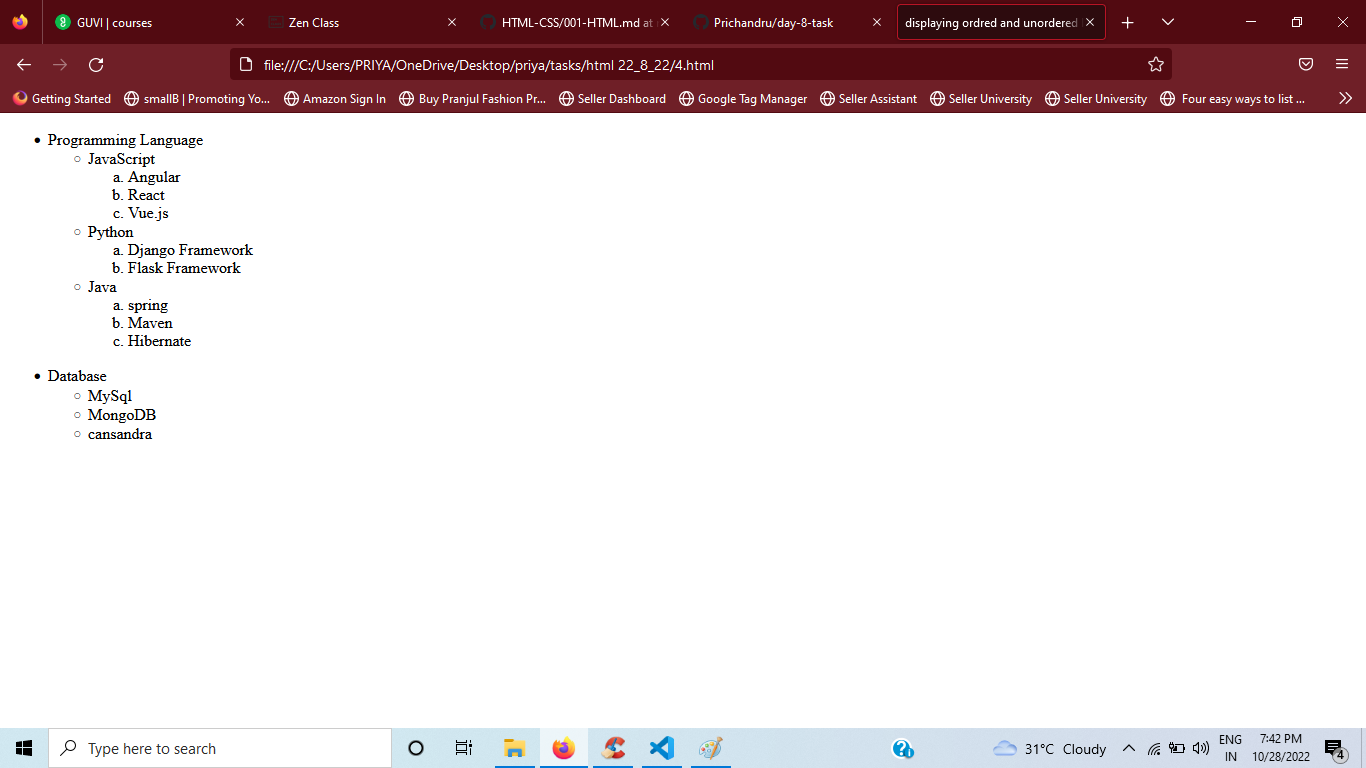 GUVI | courses
Zen Class
HTML-CSS/001-HTML.md at
Prichandru/day-8-task
displaying ordred and unordered
file:///C:/Users/PRIYA/OneDrive/Desktop/priya/tasks/html 22_8_22/4.html
Getting Started
smallB | Promoting Yo...
Amazon Sign In
Buy Pranjul Fashion Pr...
Seller Dashboard
Google Tag Manager
Seller Assistant
Seller University
Seller University
Four easy ways to list ...
• Programming Language
○ JavaScript
a. Angular
b. React
c. Vue.js
○ Python
a. Django Framework
b. Flask Framework
○ Java
a. spring
b. Maven
c. Hibernate
• Database
○ MySql
○ MongoDB
○ cansandra
Type here to search
31°C Cloudy
ENG
IN
7:42 PM
10/28/2022
4